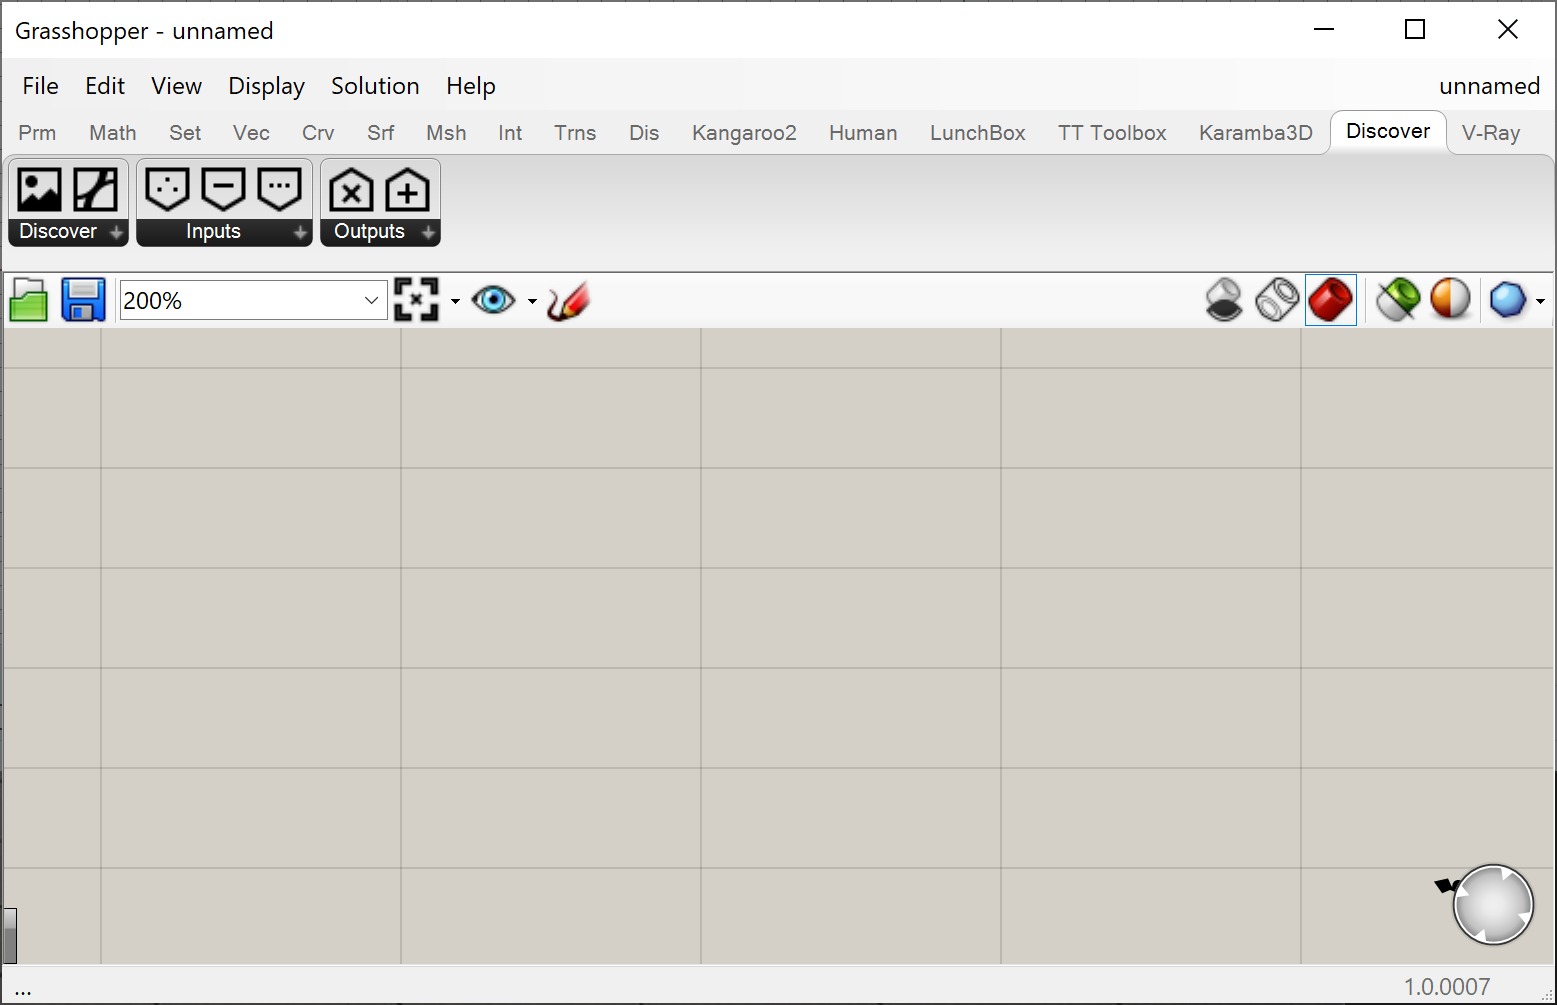 Grasshopper - unnamed
File Edit View Display Solution Help unnamed
Prm Math Set Vec Crv Srf Msh Int Trns Dis Kangaroo2 Human LunchBox TT Toolbox Karamba3D Discover V-Ray
Discover Inputs Outputs
200%
... 1.0.0007